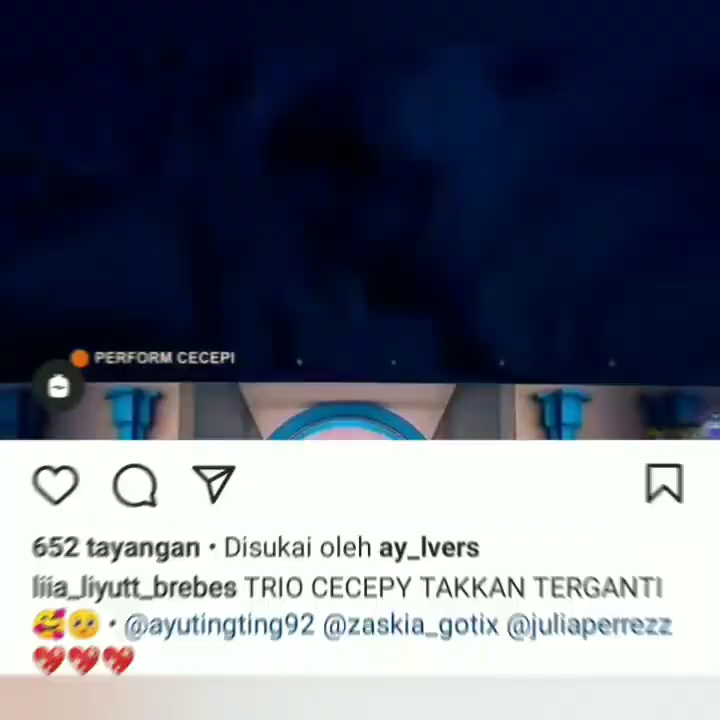 PERFORM CECEPI
652 tayangan • Disukai oleh ay_lvers
liia_liyutt_brebes TRIO CECEPY TAKKAN TERGANTI
🥰🥺 • @ayutingting92 @zaskia_gotix @juliaperrezz
💖💖💖